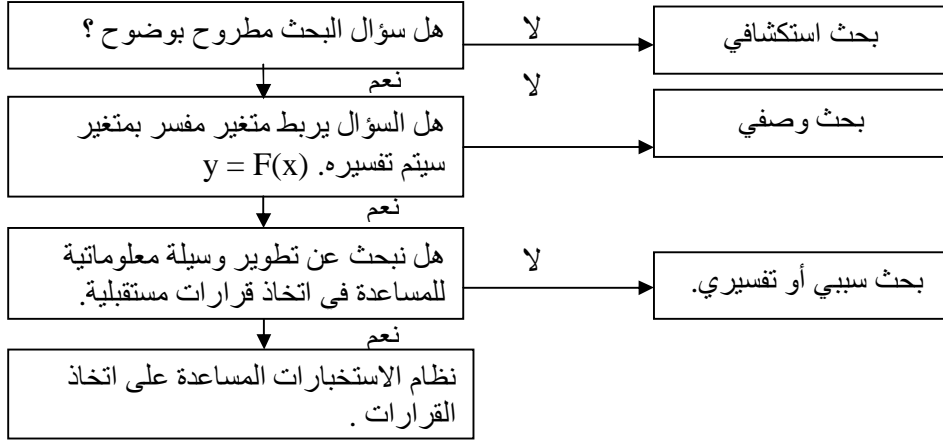 هل سؤال البحث مطروح بوضوح ؟
لا
بحث استكشافي
نعم
هل السؤال يربط متغير مفسر بمتغير
سيتم تفسيره. y = F(x)
لا
بحث وصفي
نعم
هل نبحث عن تطوير وسيلة معلوماتية
للمساعدة في اتخاذ قرارات مستقبلية.
لا
بحث سببي أو تفسيري.
نعم
نظام الاستخبارات المساعدة على اتخاذ
القرارات .